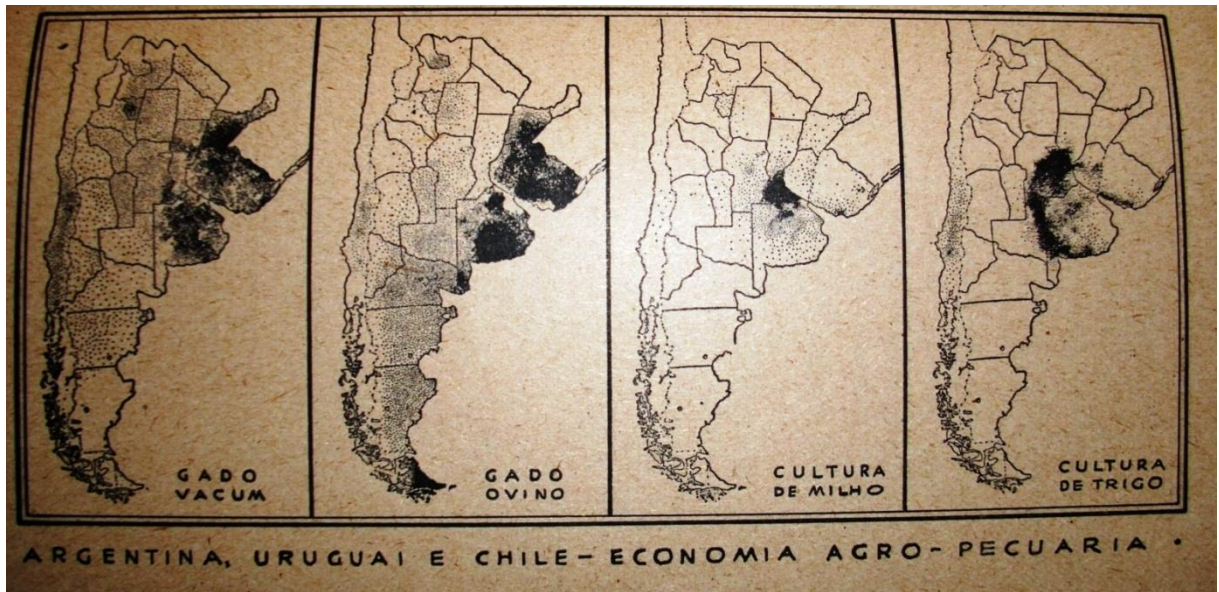 GADO
VACUM
GADO
OVINO
CULTURA
DE MILHO
CULTURA
DE TRIGO
ARGENTINA, URUGUAI E CHILE – ECONOMIA AGRO-PECUARIA .